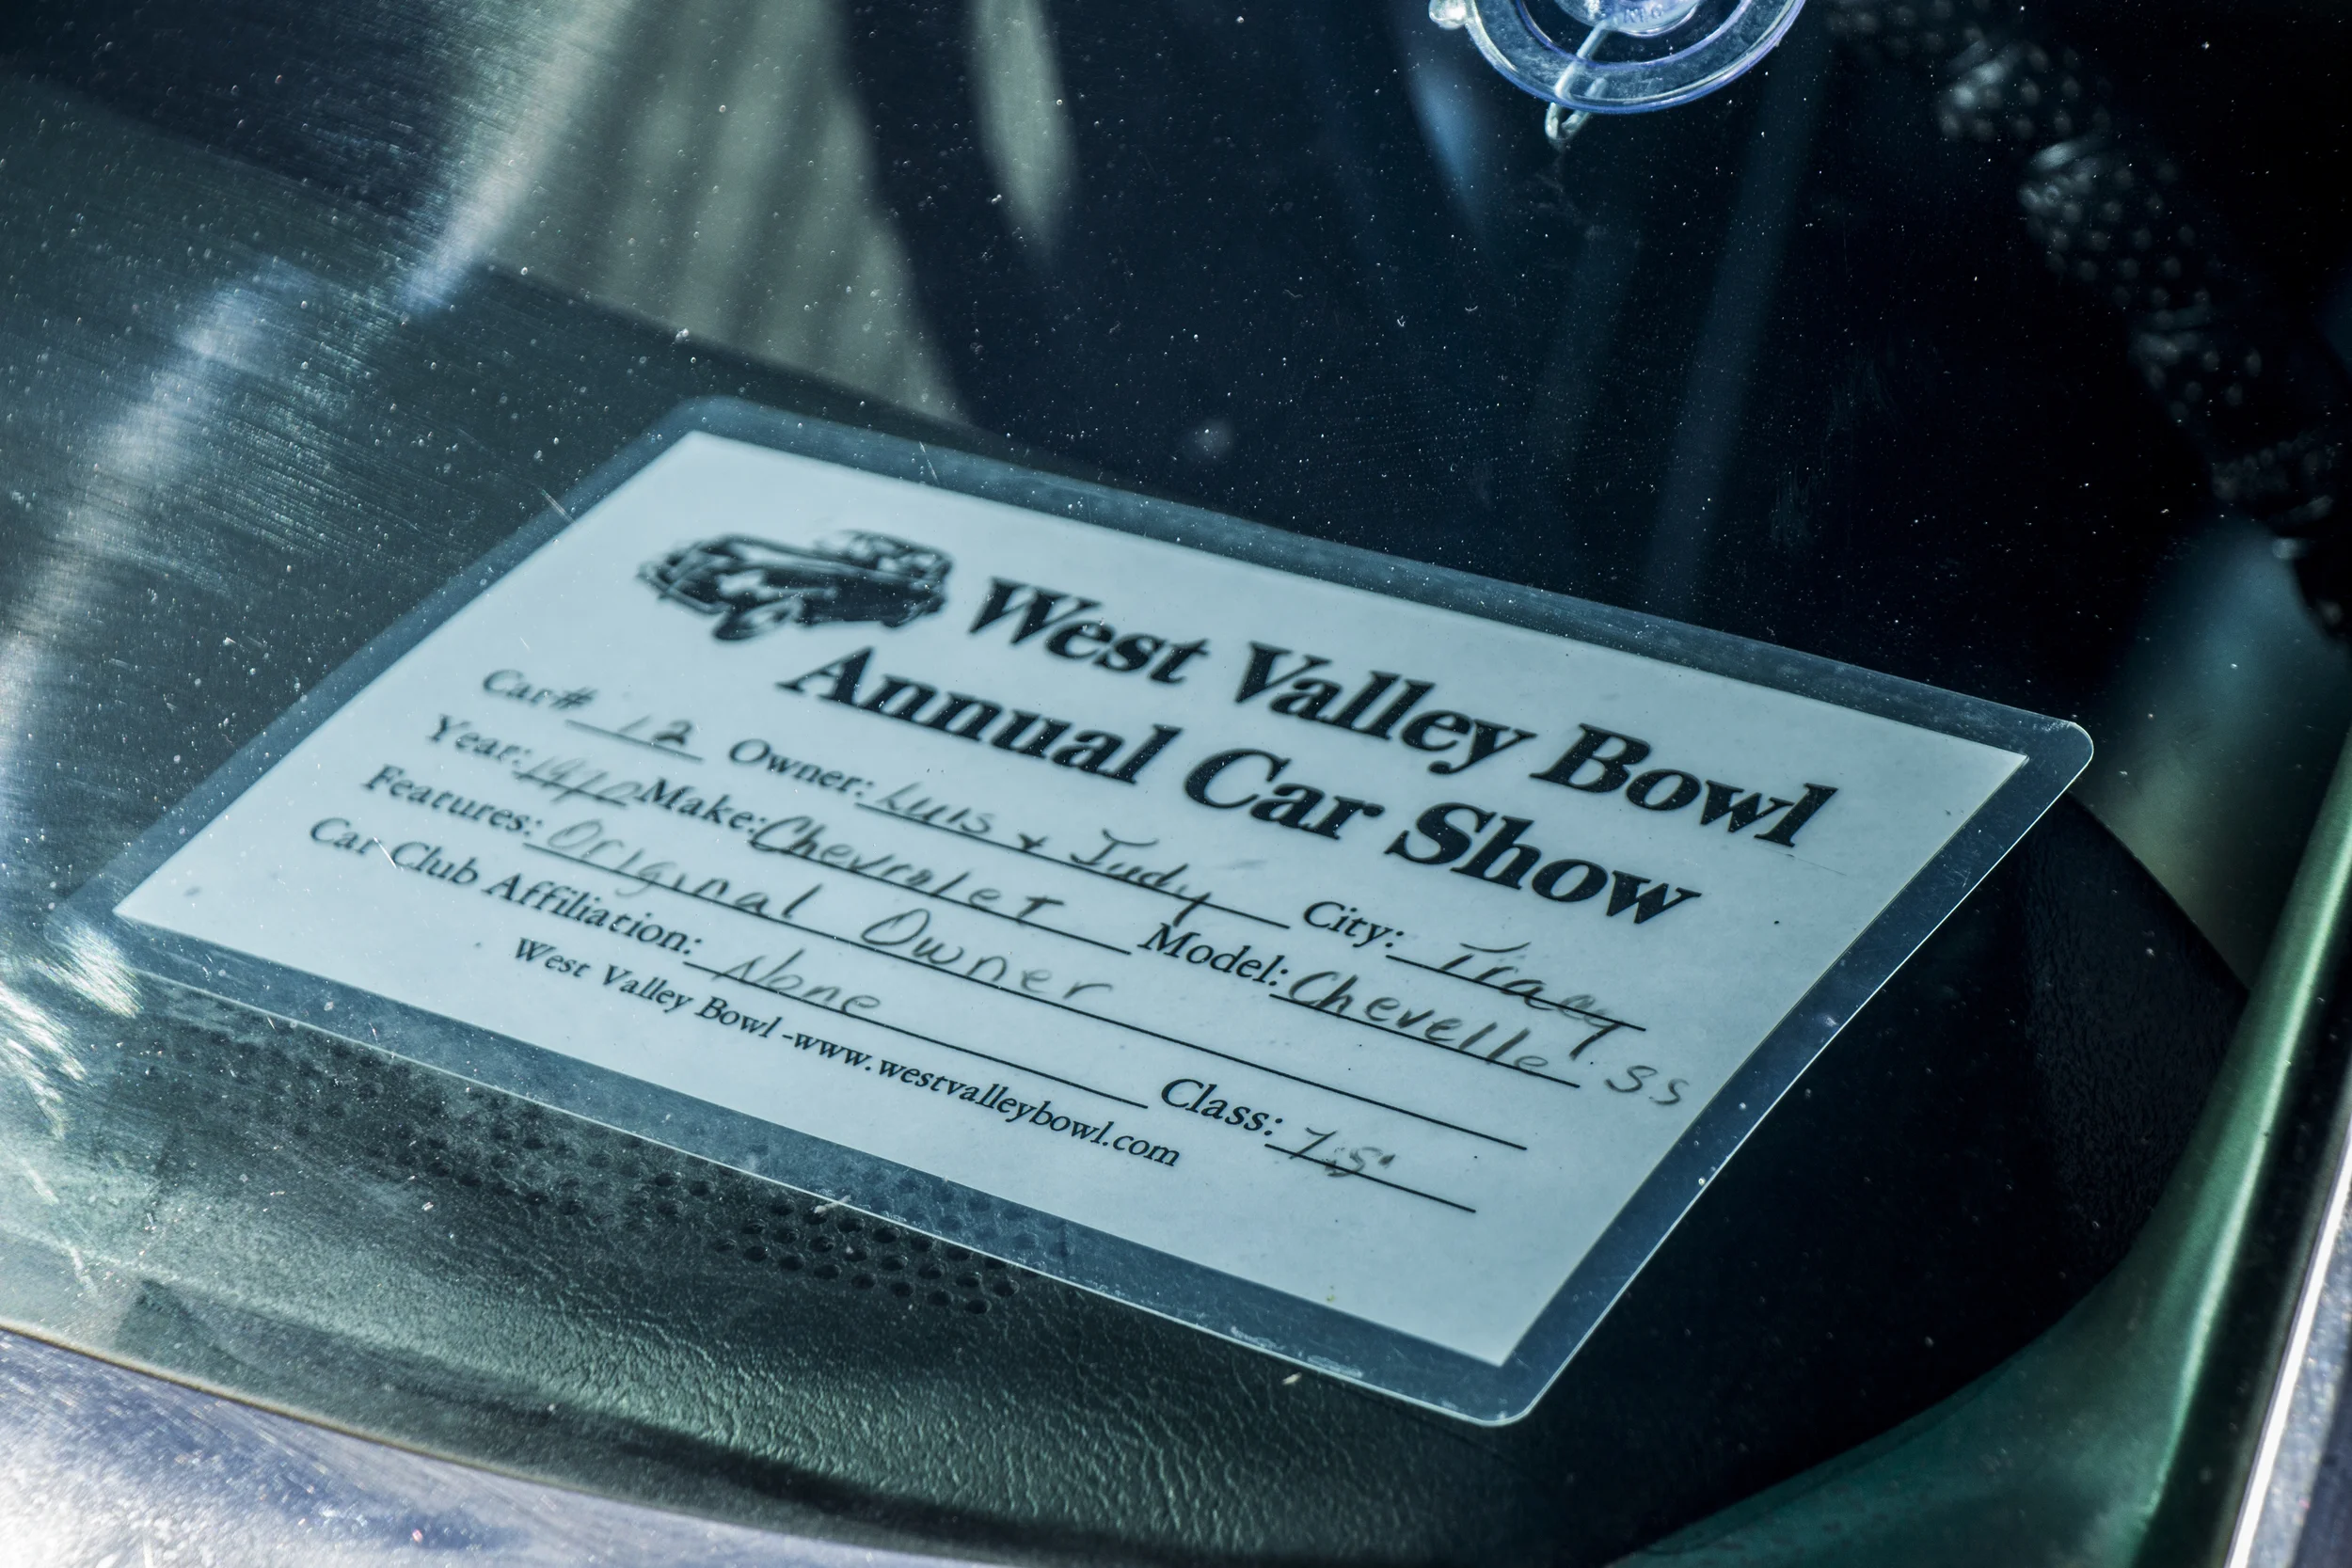 West Valley Bowl
Annual Car Show
Car# 12 Owner: Luis & Judy City: Tracy
Year: 1970 Make: Chevrolet Model: Chevelle SS
Features: Original Owner
Car Club Affiliation: None Class:
West Valley Bowl -www.westvalleybowl.com